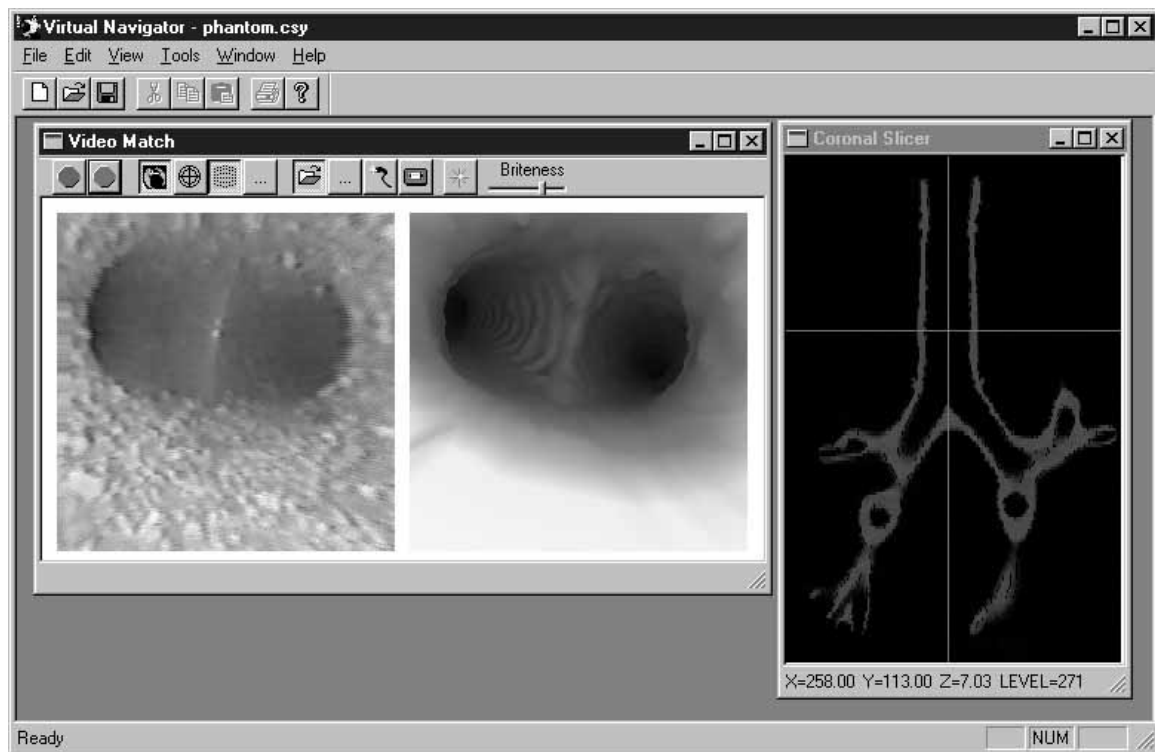 Virtual Navigator - phantom.csy
File Edit View Tools Window Help
Video Match
...
...
Briteness
Coronal Slicer
X=258.00 Y=113.00 Z=7.03 LEVEL=271
Ready
NUM